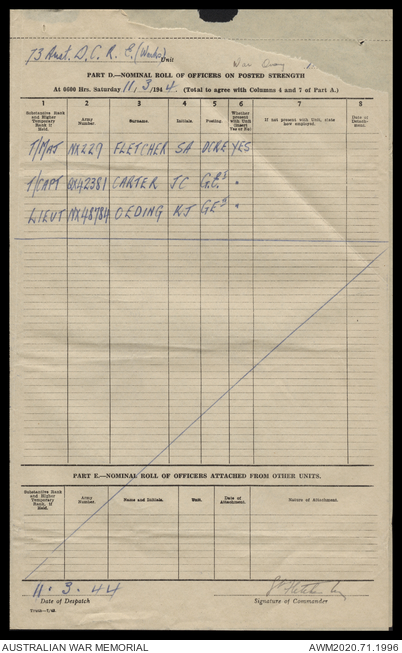 73 Aust. D.C.R.E. (Works) Unit
War Diary
PART D.—NOMINAL ROLL OF OFFICERS ON POSTED STRENGTH
At 0600 Hrs. Saturday 11.3.1944. (Total to agree with Columns 4 and 7 of Part A.)
1 2 3 4 5 6 7 8
Substantive Rank and Higher Temporary Rank if Held. Army Number. Surname. Initials. Posting. Whether present with Unit (insert Yes or No) If not present with Unit, state how employed. Date of Detachment.
T/MAJ NX229 FLETCHER SA DCRE YES
T/CAPT 42381 CARTER JC G.E's "
LIEUT NX48784 OEDING KJ GE's "
PART E.—NOMINAL ROLL OF OFFICERS ATTACHED FROM OTHER UNITS.
Substantive Rank and Higher Temporary Rank, if Held. Army Number. Name and Initials. Unit. Date of Attachment. Nature of Attachment.
11.3.44
Date of Despatch Signature of Commander
AUSTRALIAN WAR MEMORIAL AWM2020.71.1996